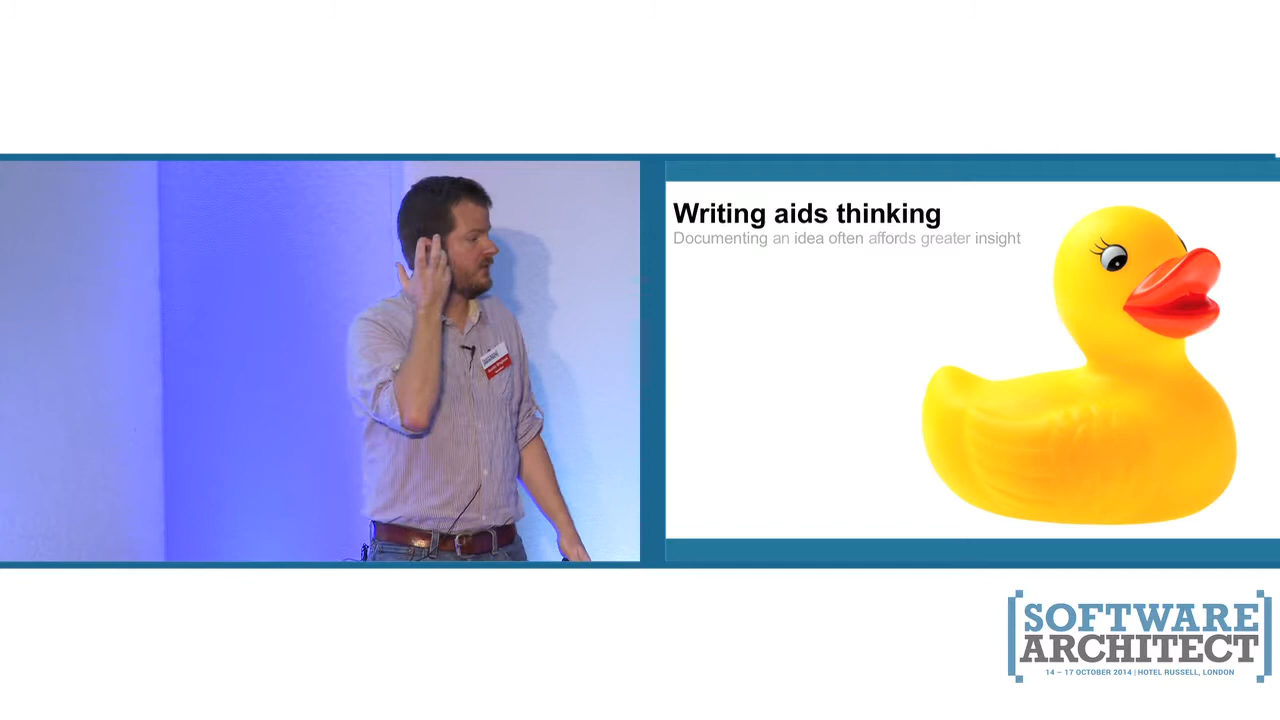 Writing aids thinking
Documenting an idea often affords greater insight
SOFTWARE
ARCHITECT
14 – 17 OCTOBER 2014 | HOTEL RUSSELL, LONDON